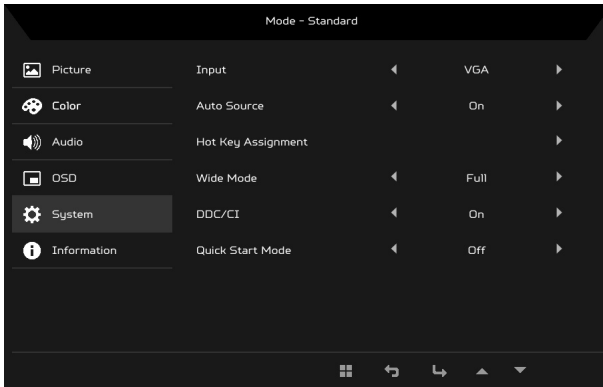 Mode - Standard
Picture Input VGA
Color Auto Source On
Audio Hot Key Assignment
OSD Wide Mode Full
System DDC/CI On
Information Quick Start Mode Off